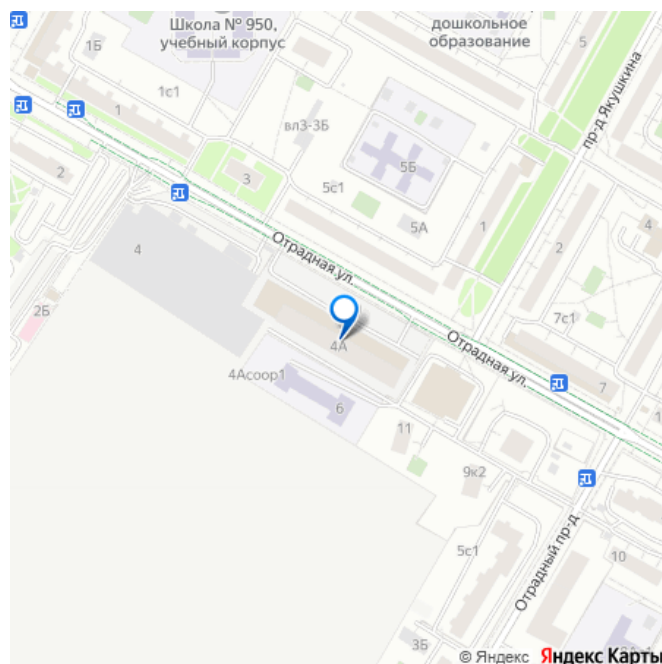 Школа № 950,
учебный корпус
дошкольное
образование
5
1Б
1с1
1
вл3-3Б
пр-д Якушкина
2
3
5Б
5с1
5А
1
2
4
4
Отрадная ул.
2Б
7с1
Отрадная ул.
4А
4Асоор1
7
6
11
9к2
5с1
Отрадный пр-д
10
3Б
© Яндекс Яндекс Карты